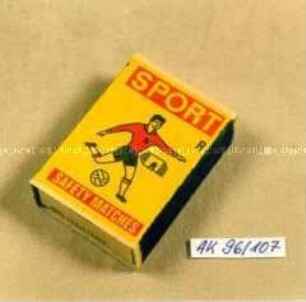 SPORT
R
SAFETY MATCHES
AK 96/107